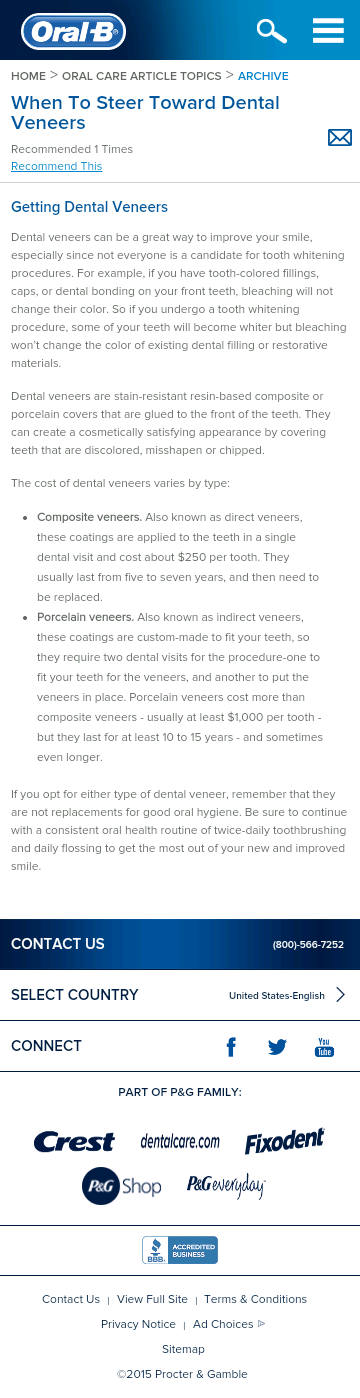 Oral-B
HOME > ORAL CARE ARTICLE TOPICS > ARCHIVE
When To Steer Toward Dental
Veneers
Recommended 1 Times
Recommend This
Getting Dental Veneers
Dental veneers can be a great way to improve your smile,
especially since not everyone is a candidate for tooth whitening
procedures. For example, if you have tooth-colored fillings,
caps, or dental bonding on your front teeth, bleaching will not
change their color. So if you undergo a tooth whitening
procedure, some of your teeth will become whiter but bleaching
won't change the color of existing dental filling or restorative
materials.
Dental veneers are stain-resistant resin-based composite or
porcelain covers that are glued to the front of the teeth. They
can create a cosmetically satisfying appearance by covering
teeth that are discolored, misshapen or chipped.
The cost of dental veneers varies by type:
• Composite veneers. Also known as direct veneers,
these coatings are applied to the teeth in a single
dental visit and cost about $250 per tooth. They
usually last from five to seven years, and then need to
be replaced.
• Porcelain veneers. Also known as indirect veneers,
these coatings are custom-made to fit your teeth, so
they require two dental visits for the procedure-one to
fit your teeth for the veneers, and another to put the
veneers in place. Porcelain veneers cost more than
composite veneers - usually at least $1,000 per tooth -
but they last for at least 10 to 15 years - and sometimes
even longer.
If you opt for either type of dental veneer, remember that they
are not replacements for good oral hygiene. Be sure to continue
with a consistent oral health routine of twice-daily toothbrushing
and daily flossing to get the most out of your new and improved
smile.
CONTACT US (800)-566-7252
SELECT COUNTRY United States-English
CONNECT You Tube
PART OF P&G FAMILY:
Crest dentalcare.com Fixodent
P&G Shop P&G everyday
BBB. ACCREDITED BUSINESS
Contact Us | View Full Site | Terms & Conditions
Privacy Notice | Ad Choices
Sitemap
©2015 Procter & Gamble